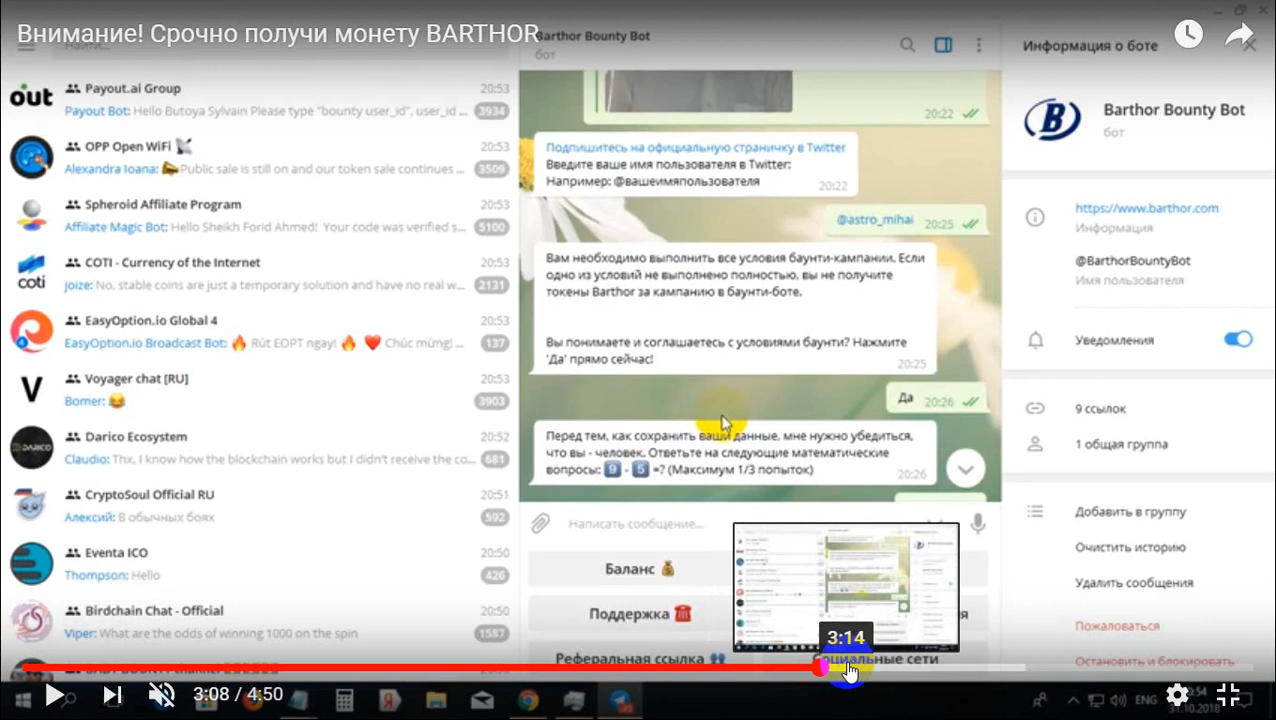 Внимание! Срочно получи монету BARTHOR
Найти...
Payout.ai Group 20:53
Payout Bot: Hello Butoya Sylvain Please type "bounty user_id", user_id ... 3934
OPP Open WiFi 20:53
Alexandra Ioana: Public sale is still on and our token sale continues ... 3509
Spheroid Affiliate Program 20:53
Affiliate Magic Bot: Hello Sheikh Forid Ahmed! Your code was verified s... 5100
COTI - Currency of the Internet 20:53
coti
joize: No, stable coins are just a temporary solution and have no real w... 2131
EasyOption.io Global 4 20:53
EasyOption.io Broadcast Bot: Rút EOPT ngay! Chúc mừng! ... 137
Voyager chat [RU] 20:53
Bomer: 3903
Darico Ecosystem 20:52
DARICO
Claudio: Thx, I know how the blockchain works but I didn't receive the co... 681
CryptoSoul Official RU 20:51
Алексий: В обычных боях 592
Eventa ICO 20:50
Thompson: Hello 426
Birdchain Chat - Official 20:50
Viper: What are the odds of winning 1000 on the spin 1587
out
V
Barthor Bounty Bot
бот
20:22
Подпишитесь на официальную страничку в Twitter
Введите ваше имя пользователя в Twitter:
Например: @вашеимяпользователя
20:22
@astro_mihai 20:25
Вам необходимо выполнить все условия баунти-кампании. Если
одно из условий не выполнено полностью, вы не получите
токены Barthor за кампанию в баунти-боте.
Вы понимаете и соглашаетесь с условиями баунти? Нажмите
'Да' прямо сейчас!
20:25
Да 20:26
Перед тем, как сохранить ваши данные, мне нужно убедиться,
что вы - человек. Ответьте на следующие математические
вопросы: 9 - 5 =? (Максимум 1/3 попыток)
20:26
Написать сообщение...
Баланс
Поддержка
Реферальная ссылка
Социальные сети
3:14
Информация о боте
B
Barthor Bounty Bot
бот
https://www.barthor.com
Информация
@BarthorBountyBot
Имя пользователя
Уведомления
9 ссылок
1 общая группа
Добавить в группу
Очистить историю
Удалить сообщения
Пожаловаться
Остановить и блокировать
3:08 / 4:50
ENG
31.10.2018